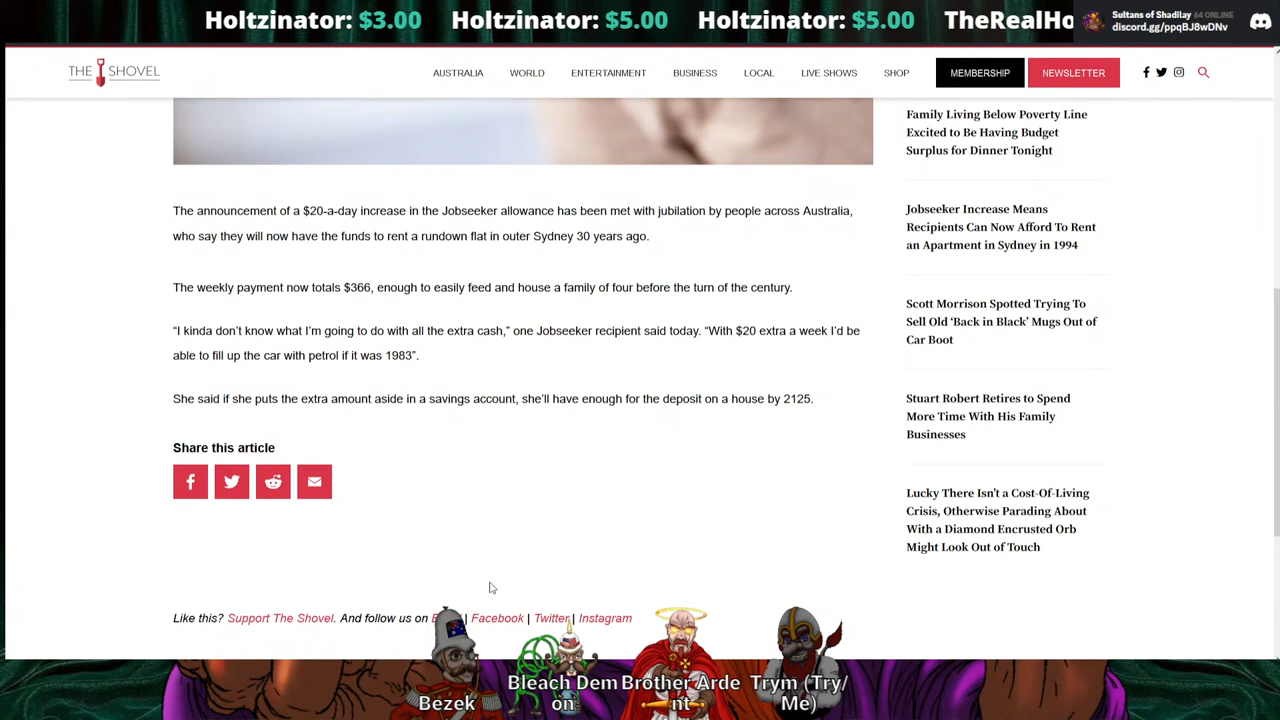 Holtzinator: $3.00 Holtzinator: $5.00 Holtzinator: $5.00 TheRealHo
Sultans of Shadilay 64 ONLINE
discord.gg/ppqBJ8wDNv
THE SHOVEL
AUSTRALIA WORLD ENTERTAINMENT BUSINESS LOCAL LIVE SHOWS SHOP MEMBERSHIP NEWSLETTER
The announcement of a $20-a-day increase in the Jobseeker allowance has been met with jubilation by people across Australia,
who say they will now have the funds to rent a rundown flat in outer Sydney 30 years ago.
The weekly payment now totals $366, enough to easily feed and house a family of four before the turn of the century.
“I kinda don’t know what I’m going to do with all the extra cash,” one Jobseeker recipient said today. “With $20 extra a week I’d be
able to fill up the car with petrol if it was 1983”.
She said if she puts the extra amount aside in a savings account, she’ll have enough for the deposit on a house by 2125.
Share this article
Like this? Support The Shovel. And follow us on | Facebook | Twitter | Instagram
Family Living Below Poverty Line
Excited to Be Having Budget
Surplus for Dinner Tonight
Jobseeker Increase Means
Recipients Can Now Afford To Rent
an Apartment in Sydney in 1994
Scott Morrison Spotted Trying To
Sell Old ‘Back in Black’ Mugs Out of
Car Boot
Stuart Robert Retires to Spend
More Time With His Family
Businesses
Lucky There Isn’t a Cost-Of-Living
Crisis, Otherwise Parading About
With a Diamond Encrusted Orb
Might Look Out of Touch
Bezek
Bleach Dem
on
Brother Arde
nt
Trym (Try/
Me)